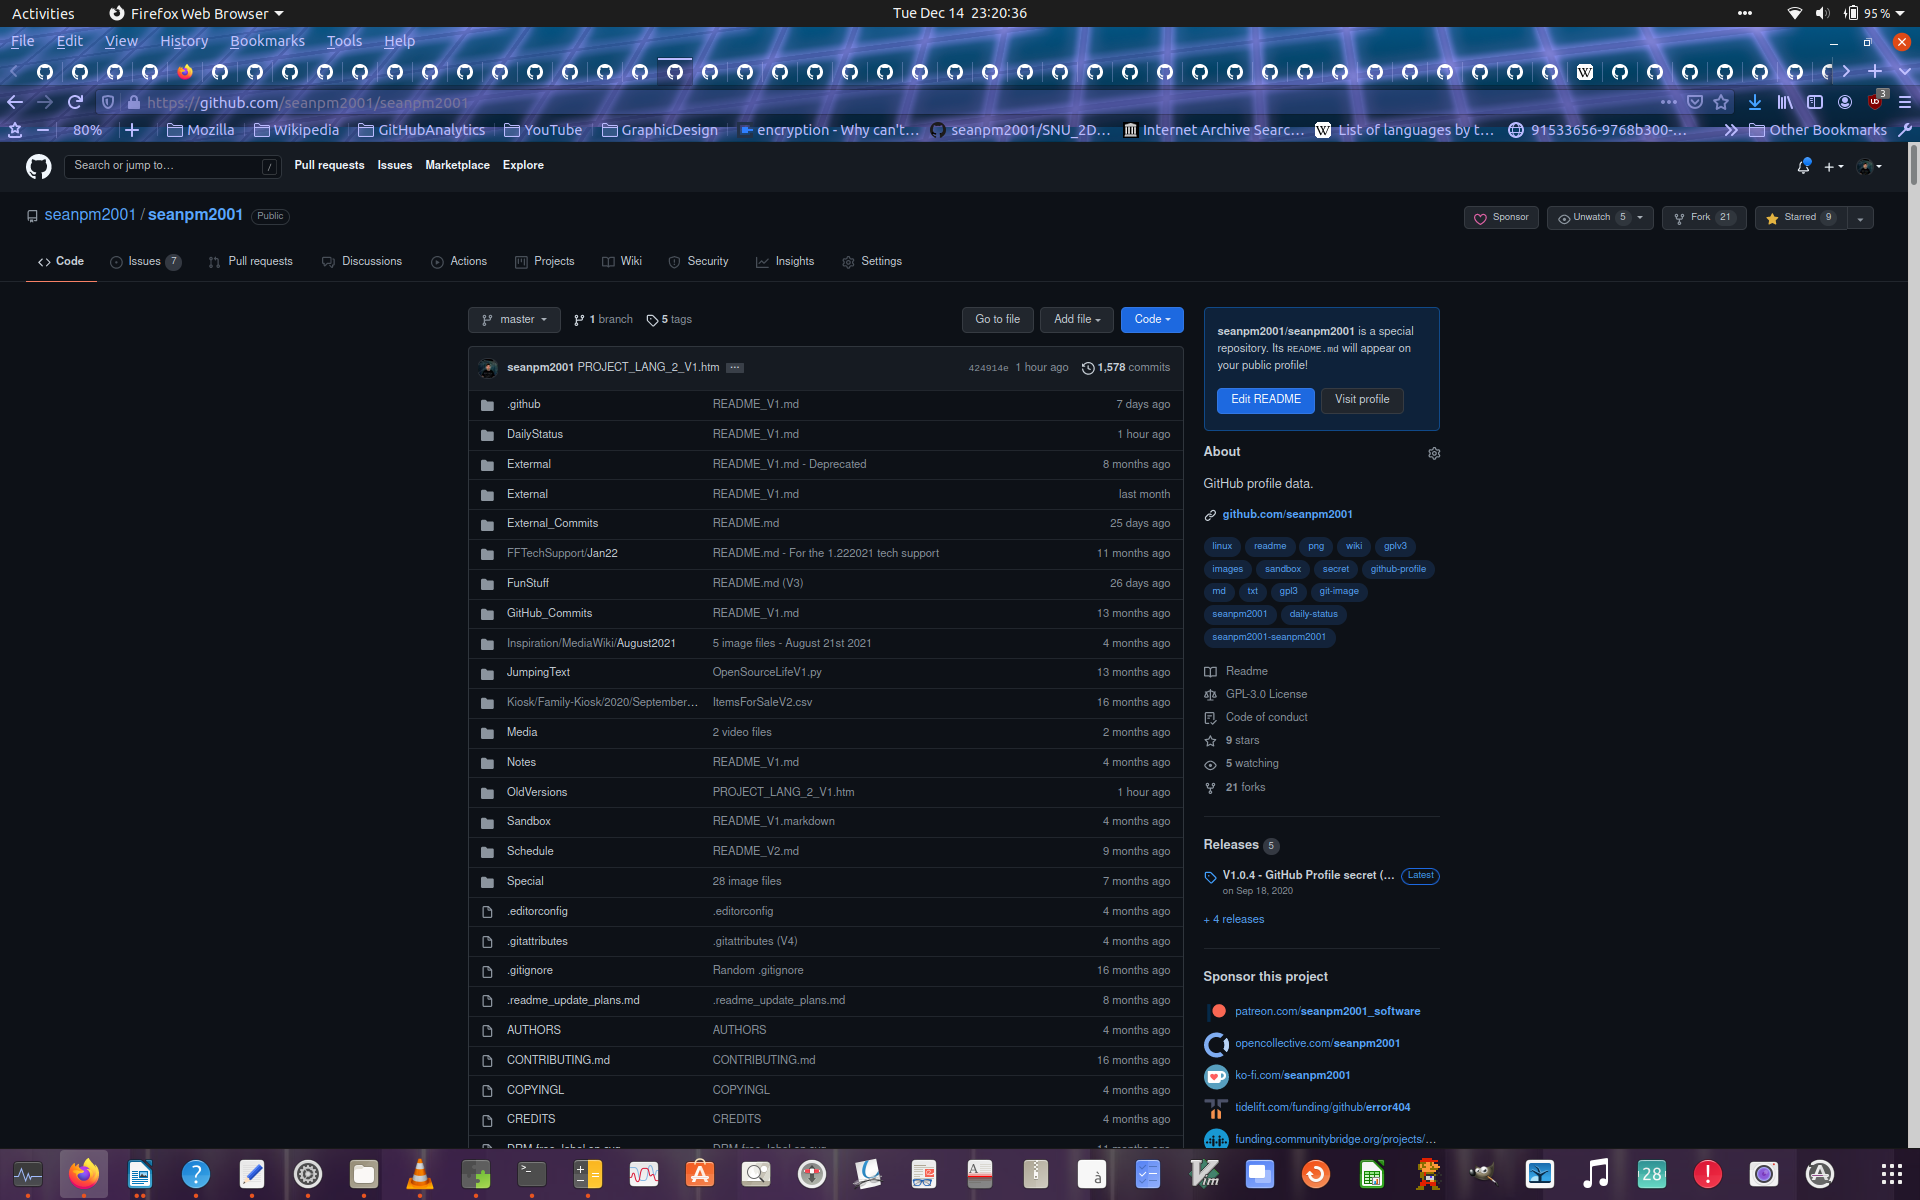 Activities Firefox Web Browser Tue Dec 14 23:20:36 95 %
File Edit View History Bookmarks Tools Help
https://github.com/seanpm2001/seanpm2001 3
80% Mozilla Wikipedia GitHubAnalytics YouTube GraphicDesign encryption - Why can't… seanpm2001/SNU_2D… Internet Archive Searc… List of languages by t… 91533656-9768b300-… Other Bookmarks
Search or jump to… / Pull requests Issues Marketplace Explore
seanpm2001 / seanpm2001 Public Sponsor Unwatch 5 Fork 21 Starred 9
Code Issues 7 Pull requests Discussions Actions Projects Wiki Security Insights Settings
master 1 branch 5 tags Go to file Add file Code
seanpm2001 PROJECT_LANG_2_V1.htm ... 424914e 1 hour ago 1,578 commits
.github README_V1.md 7 days ago
DailyStatus README_V1.md 1 hour ago
Extermal README_V1.md - Deprecated 8 months ago
External README_V1.md last month
External_Commits README.md 25 days ago
FFTechSupport/Jan22 README.md - For the 1.222021 tech support 11 months ago
FunStuff README.md (V3) 26 days ago
GitHub_Commits README_V1.md 13 months ago
Inspiration/MediaWiki/August2021 5 image files - August 21st 2021 4 months ago
JumpingText OpenSourceLifeV1.py 13 months ago
Kiosk/Family-Kiosk/2020/September… ItemsForSaleV2.csv 16 months ago
Media 2 video files 2 months ago
Notes README_V1.md 4 months ago
OldVersions PROJECT_LANG_2_V1.htm 1 hour ago
Sandbox README_V1.markdown 4 months ago
Schedule README_V2.md 9 months ago
Special 28 image files 7 months ago
.editorconfig .editorconfig 4 months ago
.gitattributes .gitattributes (V4) 4 months ago
.gitignore Random .gitignore 16 months ago
.readme_update_plans.md .readme_update_plans.md 8 months ago
AUTHORS AUTHORS 4 months ago
CONTRIBUTING.md CONTRIBUTING.md 16 months ago
COPYINGL COPYINGL 4 months ago
CREDITS CREDITS 4 months ago
seanpm2001/seanpm2001 is a special
repository. Its README.md will appear on
your public profile!
Edit README Visit profile
About
GitHub profile data.
github.com/seanpm2001
linux readme png wiki gplv3
images sandbox secret github-profile
md txt gpl3 git-image
seanpm2001 daily-status
seanpm2001-seanpm2001
Readme
GPL-3.0 License
Code of conduct
9 stars
5 watching
21 forks
Releases 5
V1.0.4 - GitHub Profile secret (… Latest
on Sep 18, 2020
+ 4 releases
Sponsor this project
patreon.com/seanpm2001_software
opencollective.com/seanpm2001
ko-fi.com/seanpm2001
tidelift.com/funding/github/error404
funding.communitybridge.org/projects/…
28